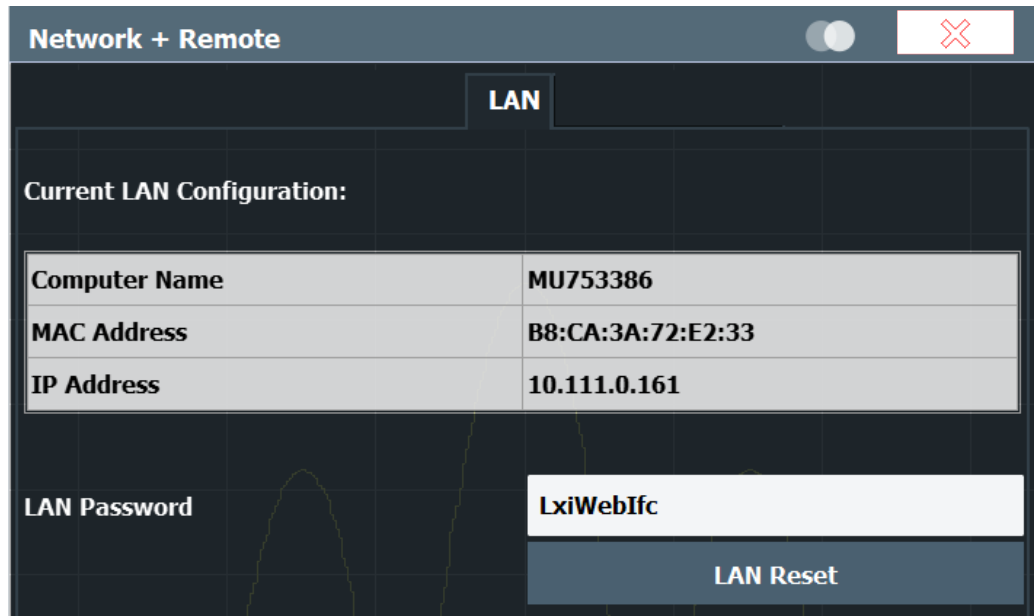 Network + Remote
LAN
Current LAN Configuration:
Computer Name MU753386
MAC Address B8:CA:3A:72:E2:33
IP Address 10.111.0.161
LAN Password LxiWebIfc
LAN Reset